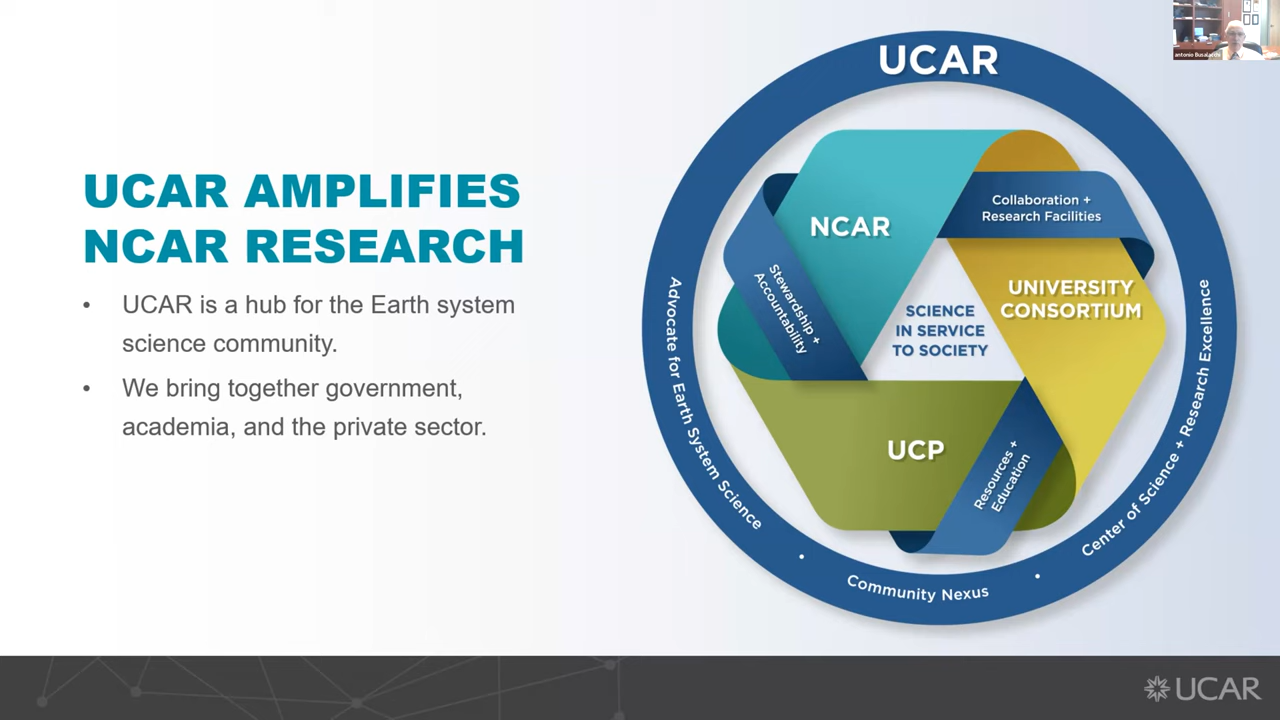 UCAR AMPLIFIES
NCAR RESEARCH
• UCAR is a hub for the Earth system
science community.
• We bring together government,
academia, and the private sector.
UCAR
NCAR
Collaboration +
Research Facilities
Stewardship +
Accountability
UNIVERSITY
CONSORTIUM
SCIENCE
IN SERVICE
TO SOCIETY
UCP
Resources +
Education
Advocate for Earth System Science
•
Community Nexus
•
Center of Science + Research Excellence
antonio Busalacchi
UCAR